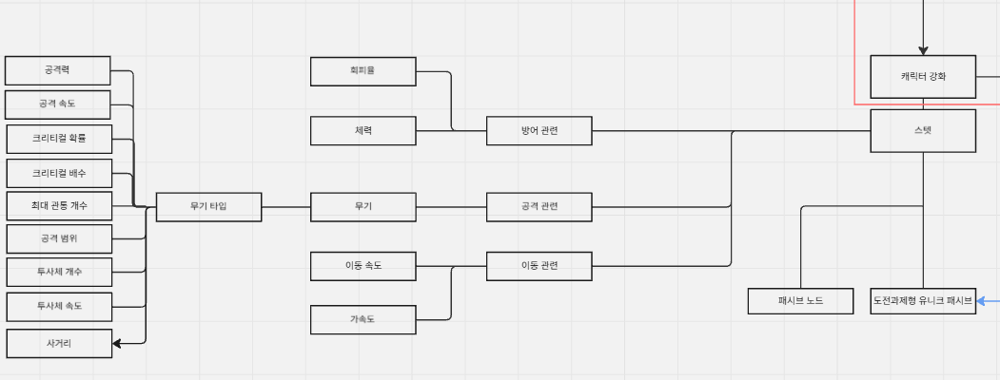 공격력
공격 속도
크리티컬 확률
크리티컬 배수
최대 관통 개수
공격 범위
투사체 개수
투사체 속도
사거리
무기 타입
회피율
체력
무기
이동 속도
가속도
방어 관련
공격 관련
이동 관련
캐릭터 강화
스텟
패시브 노드
도전과제형 유니크 패시브